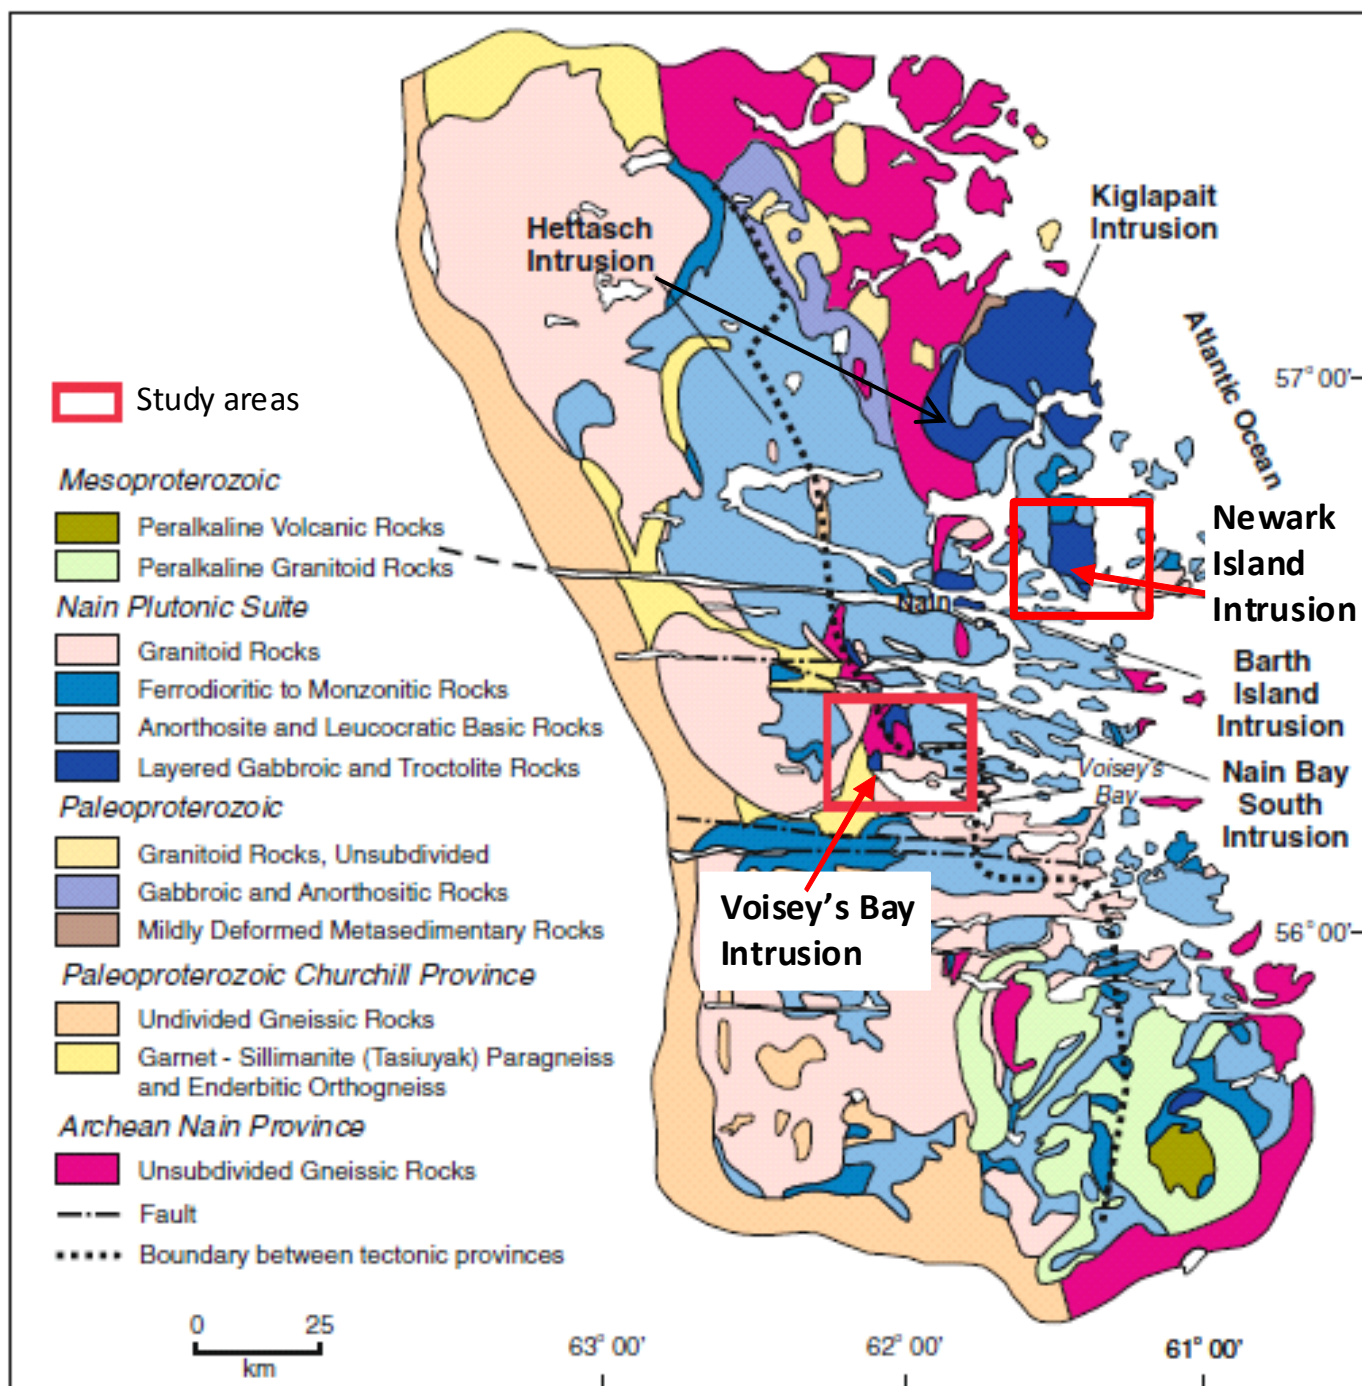 Hettasch
Intrusion
Kiglapait
Intrusion
Atlantic Ocean
57° 00'
Study areas
Mesoproterozoic
Peralkaline Volcanic Rocks
Peralkaline Granitoid Rocks
Nain Plutonic Suite
Granitoid Rocks
Ferrodioritic to Monzonitic Rocks
Anorthosite and Leucocratic Basic Rocks
Layered Gabbroic and Troctolite Rocks
Paleoproterozoic
Granitoid Rocks, Unsubdivided
Gabbroic and Anorthositic Rocks
Mildly Deformed Metasedimentary Rocks
Paleoproterozoic Churchill Province
Undivided Gneissic Rocks
Garnet - Sillimanite (Tasiuyak) Paragneiss
and Enderbitic Orthogneiss
Archean Nain Province
Unsubdivided Gneissic Rocks
Fault
Boundary between tectonic provinces
Nain
Newark
Island
Intrusion
Barth
Island
Intrusion
Voisey's
Bay
Nain Bay
South
Intrusion
Voisey’s Bay
Intrusion
56° 00'
0 25
km
63° 00'
62° 00'
61° 00'